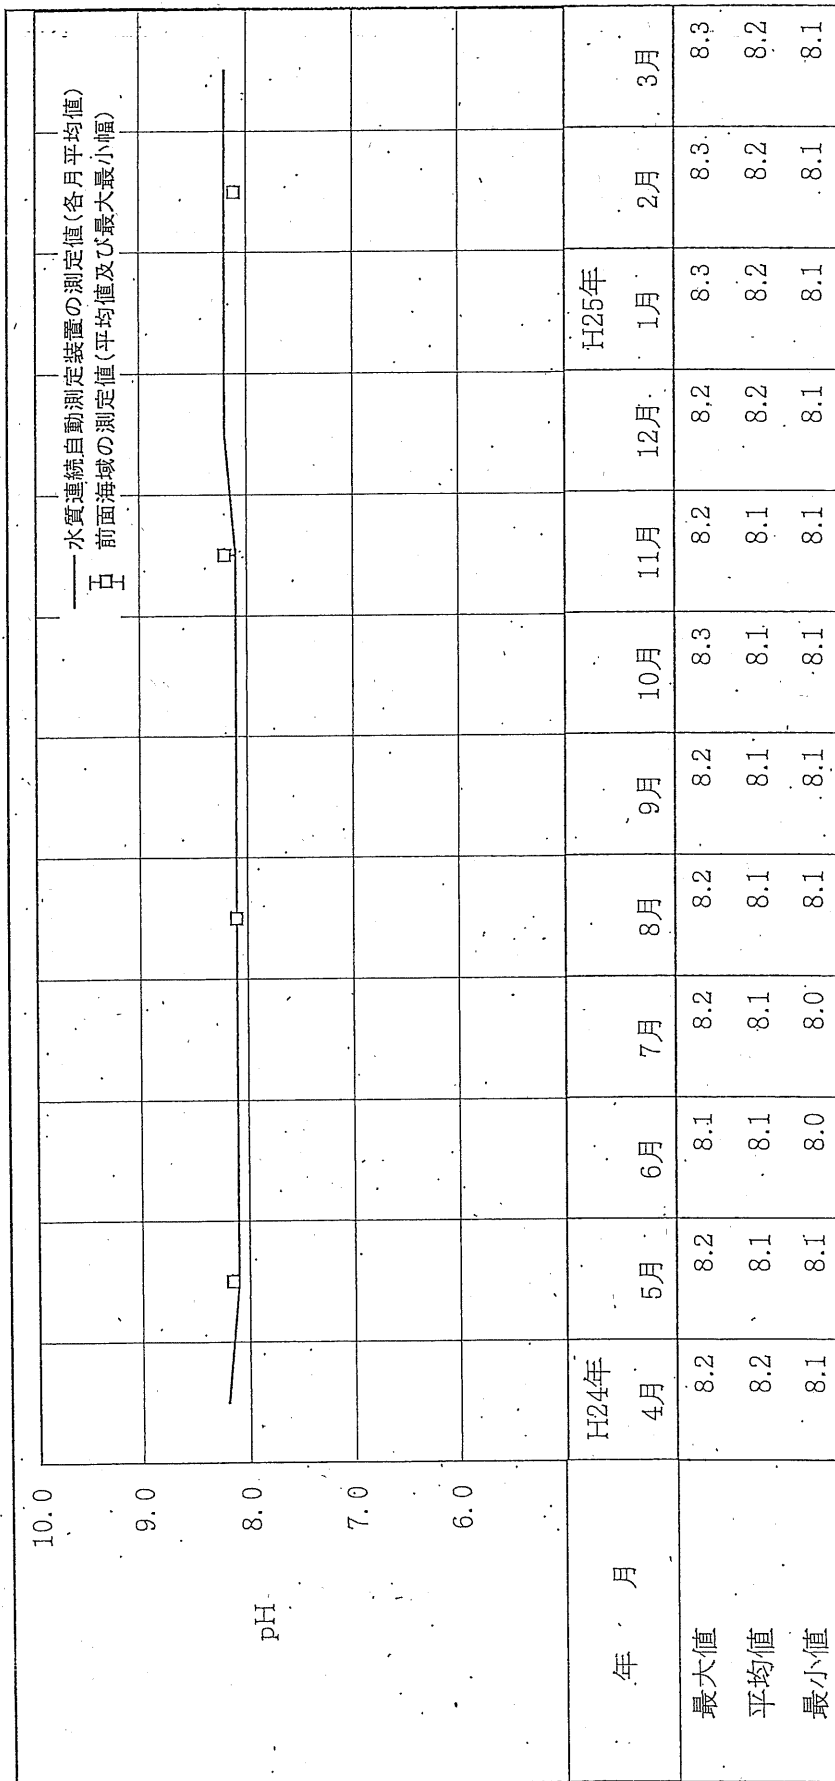 水質連続自動測定装置の測定値(各月平均値)
前面海域の測定値(平均値及び最大最小幅)
10.0
9.0
8.0
7.0
6.0
pH
年 月 H24年 4月 5月 6月 7月 8月 9月 10月 11月 12月 H25年 1月 2月 3月
最大値 8.2 8.2 8.1 8.2 8.2 8.2 8.3 8.2 8.2 8.3 8.3 8.3
平均値 8.2 8.1 8.1 8.1 8.1 8.1 8.1 8.1 8.2 8.2 8.2 8.2
最小値 8.1 8.1 8.0 8.0 8.1 8.1 8.1 8.1 8.1 8.1 8.1 8.1